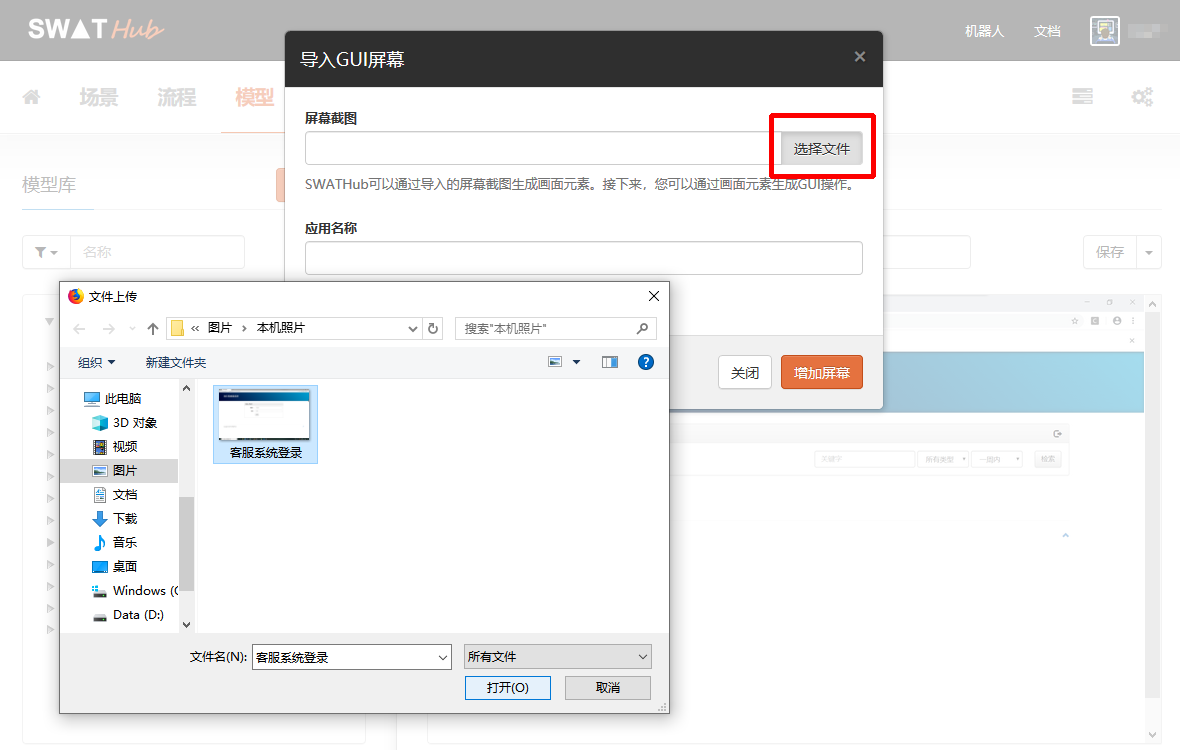 SWAT Hub
机器人 文档
场景 流程 模型
导入GUI屏幕 ×
屏幕截图
选择文件
SWATHub可以通过导入的屏幕截图生成画面元素。接下来，您可以通过画面元素生成GUI操作。
模型库
应用名称
名称
保存
关闭 增加屏幕
关键字 所有类型 一周内 检索
文件上传
« 图片 › 本机照片
搜索"本机照片"
组织 新建文件夹
此电脑
3D 对象
视频
图片
文档
下载
音乐
桌面
Windows (C
Data (D:)
客服系统登录
文件名(N): 客服系统登录 所有文件
打开(O) 取消